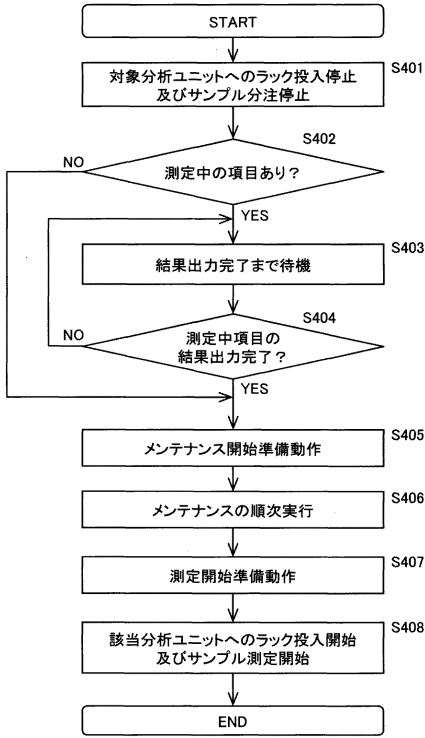 START
S401
対象分析ユニットへのラック投入停止
及びサンプル分注停止
S402
NO
測定中の項目あり？
YES
S403
結果出力完了まで待機
S404
NO
測定中項目の
結果出力完了？
YES
S405
メンテナンス開始準備動作
S406
メンテナンスの順次実行
S407
測定開始準備動作
S408
該当分析ユニットへのラック投入開始
及びサンプル測定開始
END